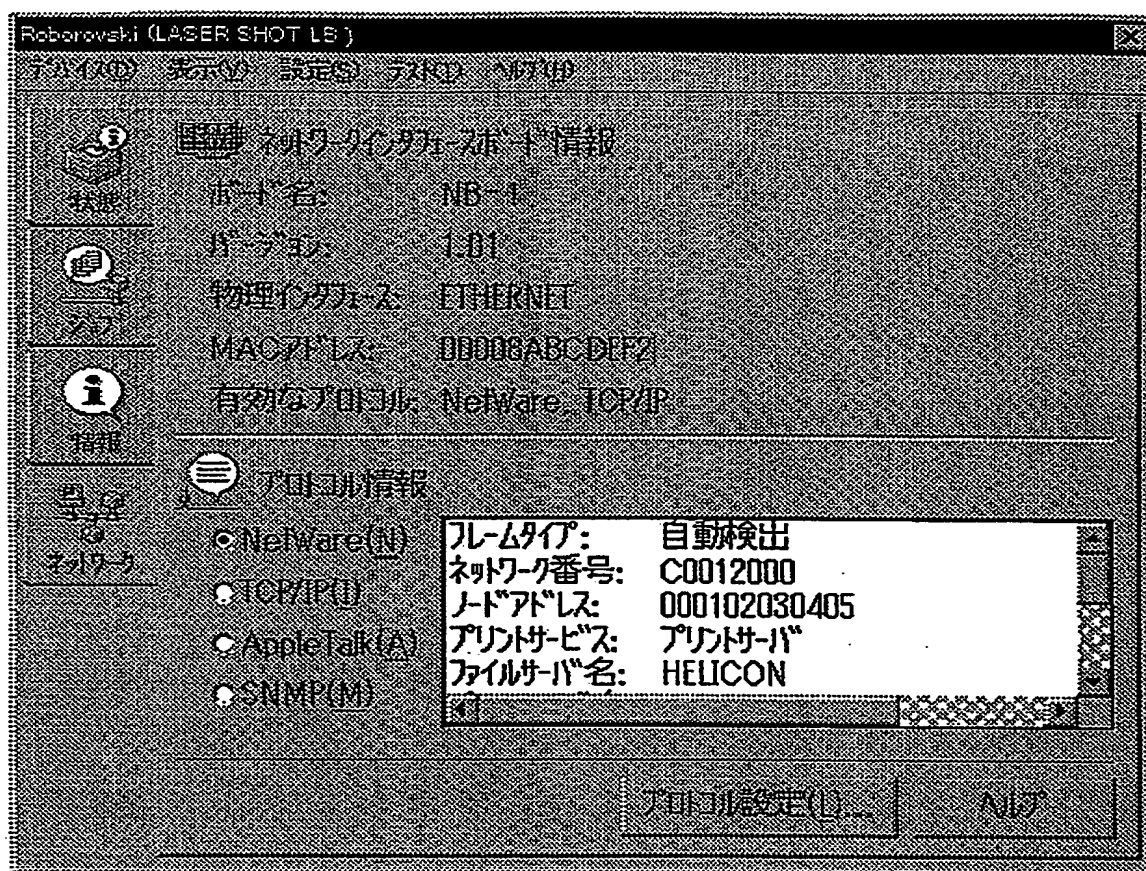 Roborovski (LASER SHOT LB )
デバイス(D) 表示(V) 設定(S) テスト(T) ヘルプ(H)
状態
ジョブ
情報
ネットワーク
ネットワークインタフェースボード情報
ボード名: NB-1
バージョン: 1.01
物理インタフェース: ETHERNET
MACアドレス: 00008ABCDEF2
有効なプロトコル: NetWare, TCP/IP
プロトコル情報
NetWare(N)
TCP/IP(I)
AppleTalk(A)
SNMP(M)
フレームタイプ: 自動検出
ネットワーク番号: C0012000
ノードアドレス: 000102030405
プリントサービス: プリントサーバ
ファイルサーバ名: HELICON
プロトコル設定(L)...
ヘルプ